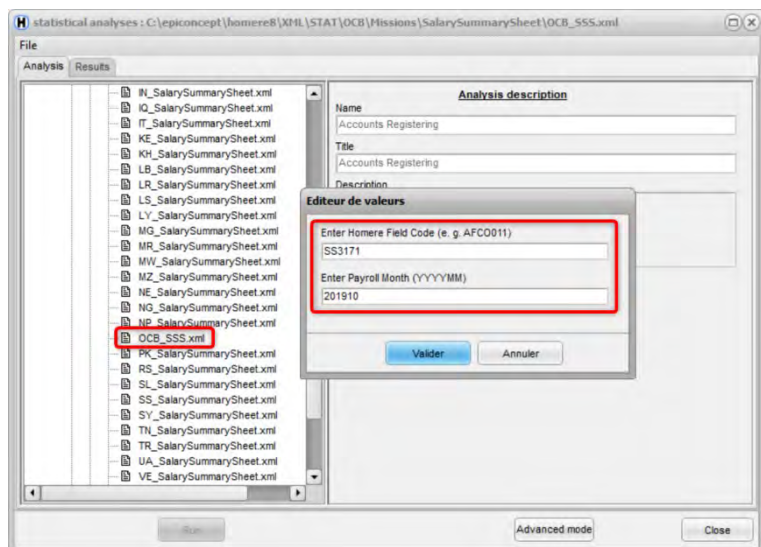 statistical analyses : C:\epiconcept\homere8\XML\STAT\OCB\Missions\SalarySummarySheet\OCB_SSS.xml
File
Analysis Results
IN_SalarySummarySheet.xml
IQ_SalarySummarySheet.xml
IT_SalarySummarySheet.xml
KE_SalarySummarySheet.xml
KH_SalarySummarySheet.xml
LB_SalarySummarySheet.xml
LR_SalarySummarySheet.xml
LS_SalarySummarySheet.xml
LY_SalarySummarySheet.xml
MG_SalarySummarySheet.xml
MR_SalarySummarySheet.xml
MW_SalarySummarySheet.xml
MZ_SalarySummarySheet.xml
NE_SalarySummarySheet.xml
NG_SalarySummarySheet.xml
NP_SalarySummarySheet.xml
OCB_SSS.xml
PK_SalarySummarySheet.xml
RS_SalarySummarySheet.xml
SL_SalarySummarySheet.xml
SS_SalarySummarySheet.xml
SY_SalarySummarySheet.xml
TN_SalarySummarySheet.xml
TR_SalarySummarySheet.xml
UA_SalarySummarySheet.xml
VE_SalarySummarySheet.xml
Analysis description
Name
Accounts Registering
Title
Accounts Registering
Description
Editeur de valeurs
Enter Homere Field Code (e. g. AFCO011)
SS3171
Enter Payroll Month (YYYYMM)
201910
Valider Annuler
Run Advanced mode Close